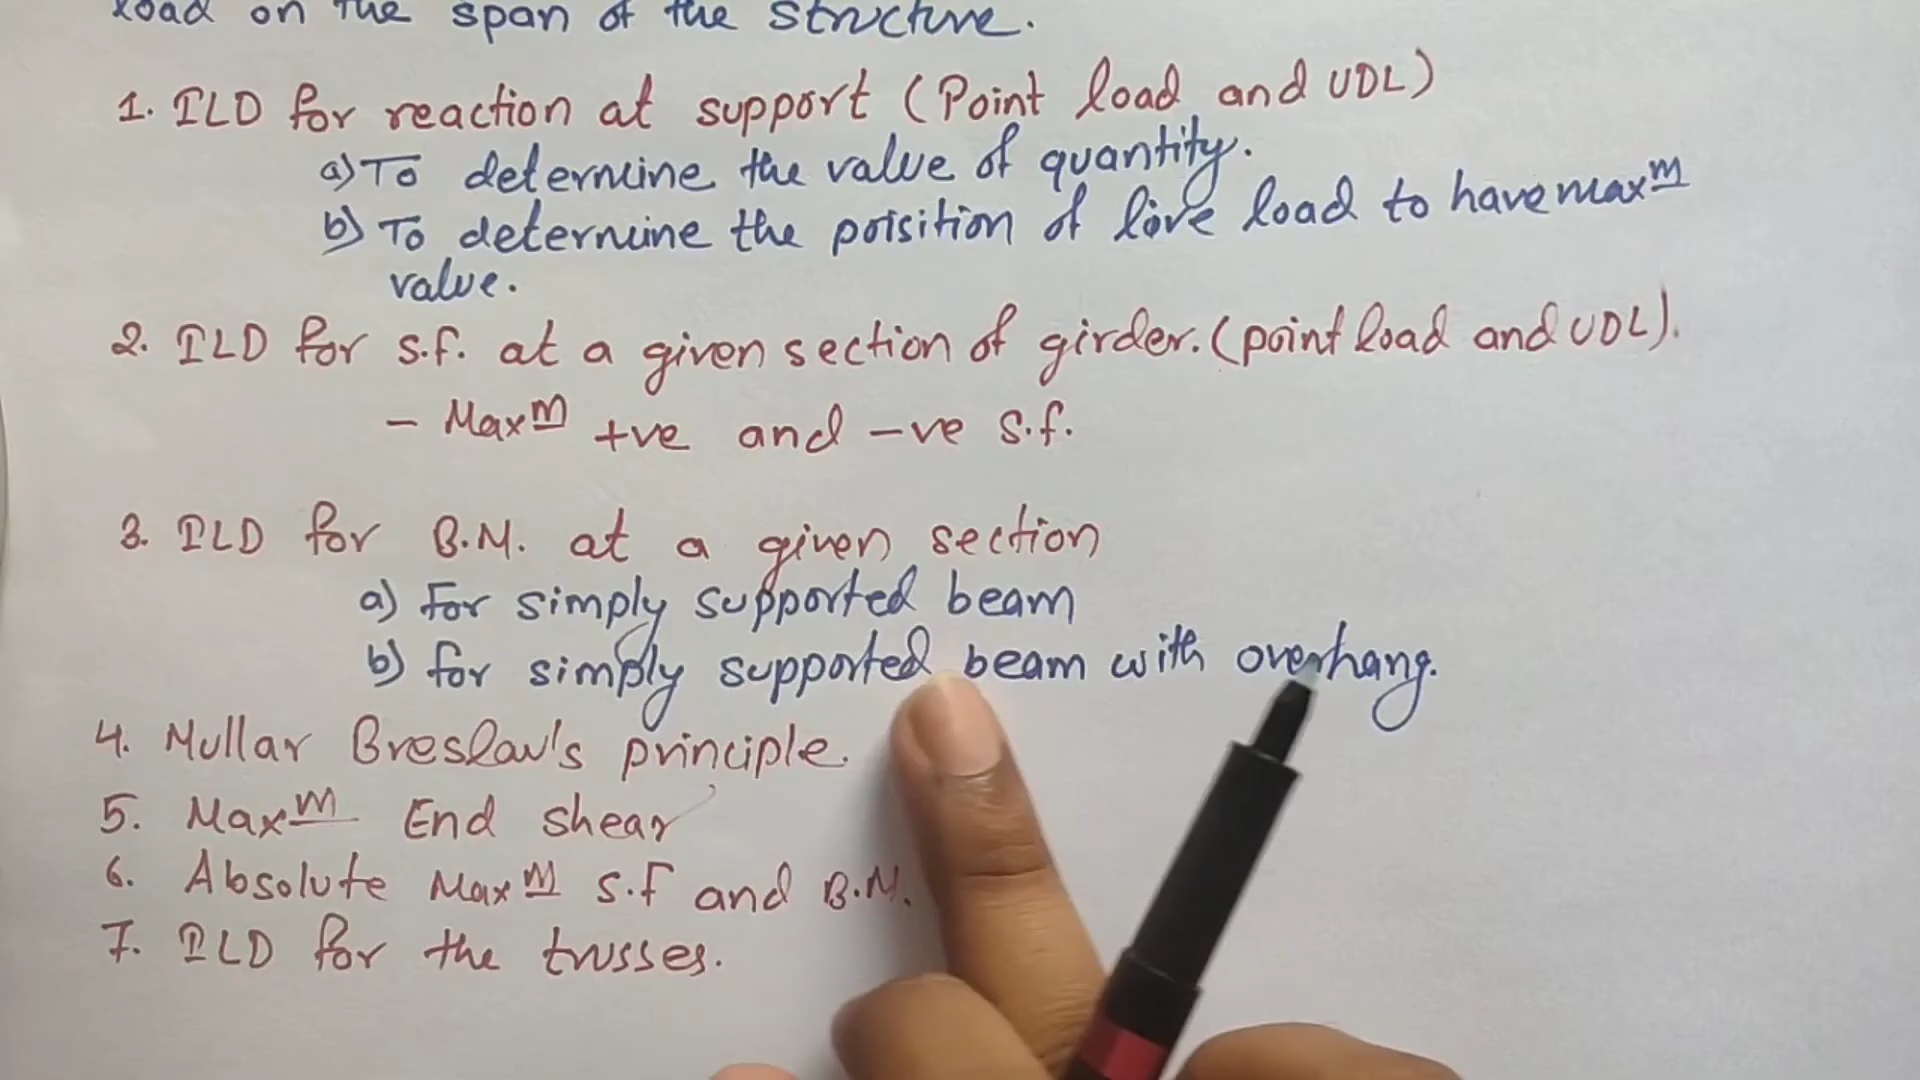 load on the span of the structure.
1. ILD for reaction at support (Point load and UDL)
a) To determine the value of quantity.
b) To determine the poisition of live load to have maxm
value.
2. ILD for s.f. at a given section of girder. (point load and UDL).
- Maxm +ve and -ve s.f.
3. ILD for B.M. at a given section
a) For simply supported beam
b) for simply supported beam with overhang.
4. Mullar Breslau's principle.
5. Maxm End shear
6. Absolute Maxm S.F and B.M.
7. ILD for the trusses.